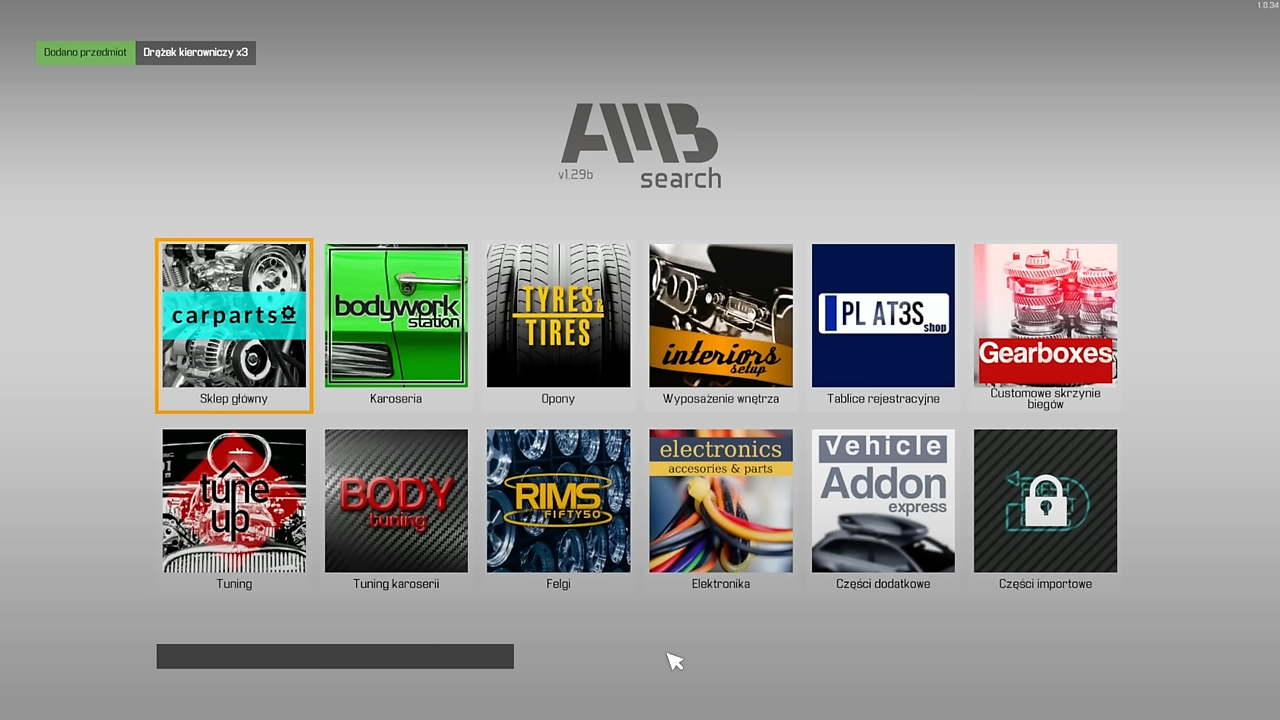 1.0.34
Dodano przedmiot Drążek kierowniczy x3
AMB
v1.29b search
carparts
Sklep główny
bodywork
station
Karoseria
TYRES &
TIRES
Opony
interiors
setup
Wyposażenie wnętrza
PL AT3S
shop
Tablice rejestracyjne
Gearboxes
Customowe skrzynie
biegów
tune
up
Tuning
BODY
tuning
Tuning karoserii
RIMS
FIFTY50
Felgi
electronics
accesories & parts
Elektronika
vehicle
Addon
express
Części dodatkowe
Części importowe